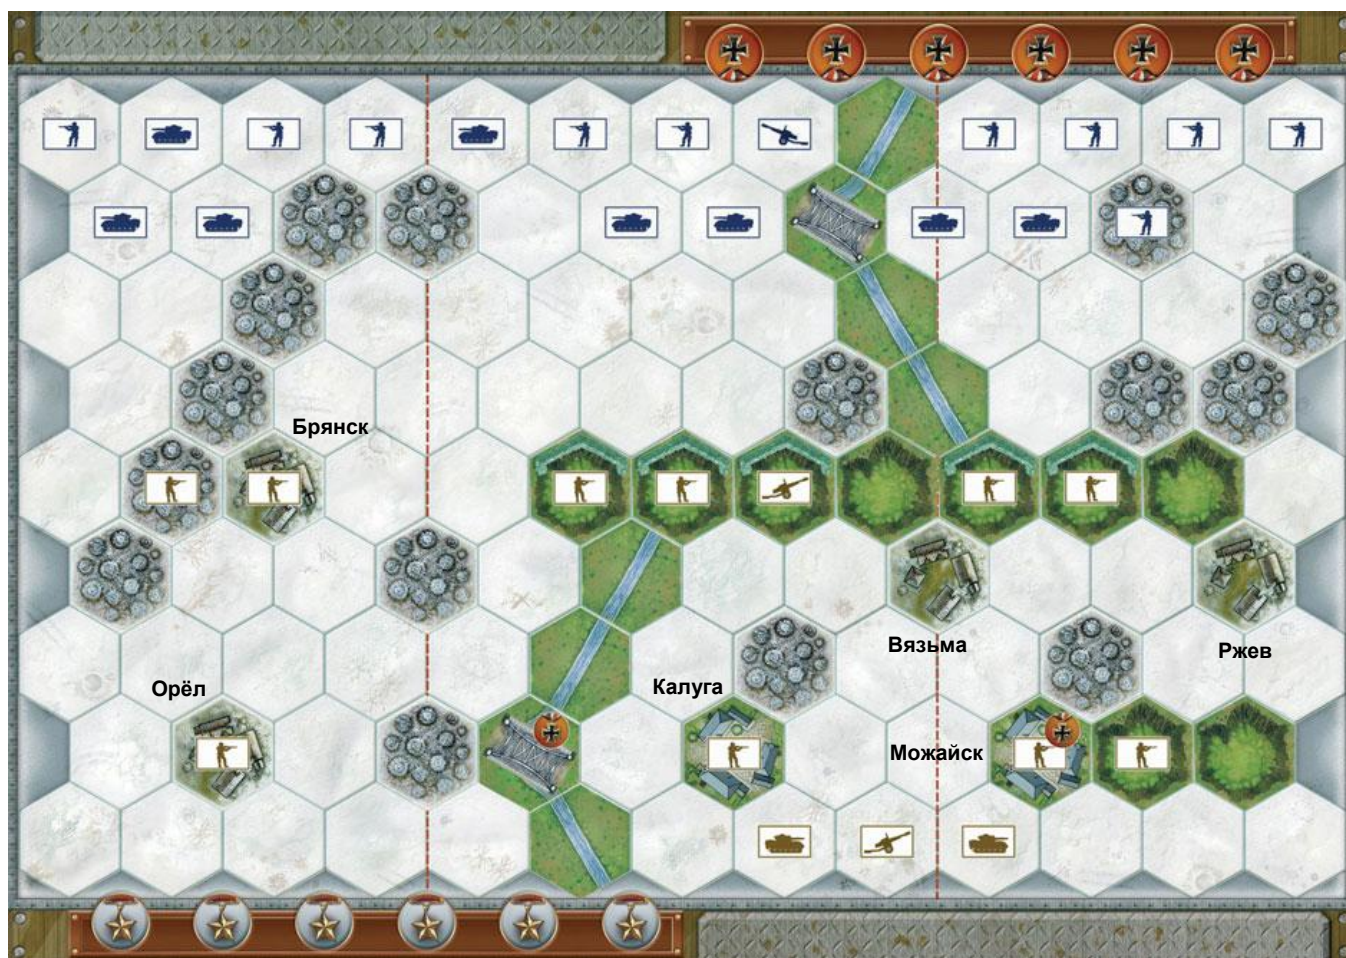 Брянск
Вязьма
Ржев
Орёл
Калуга
Можайск